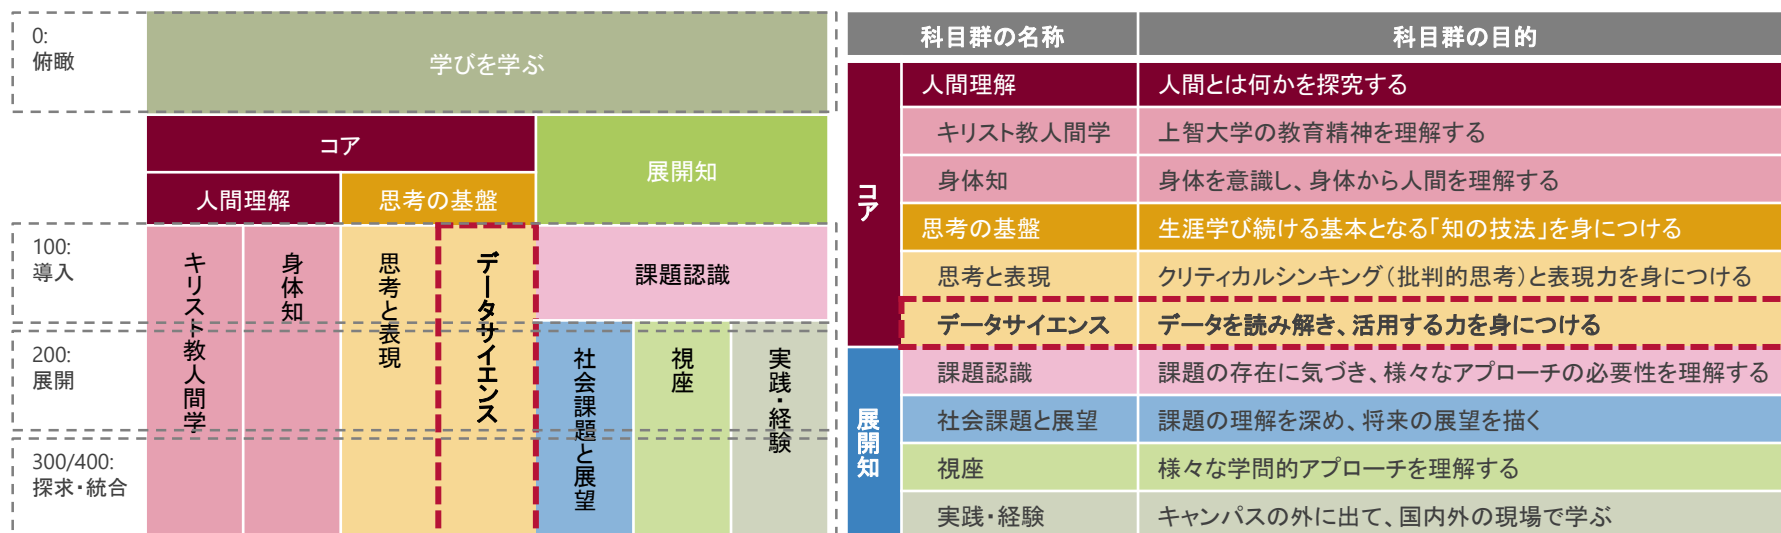 0:
俯瞰
学びを学ぶ
コア
展開知
人間理解
思考の基盤
100:
導入
キリスト教人間学
身体知
思考と表現
データサイエンス
課題認識
200:
展開
社会課題と展望
視座
実践・経験
300/400:
探求・統合
科目群の名称
科目群の目的
コア
人間理解
人間とは何かを探究する
キリスト教人間学
上智大学の教育精神を理解する
身体知
身体を意識し、身体から人間を理解する
思考の基盤
生涯学び続ける基本となる「知の技法」を身につける
思考と表現
クリティカルシンキング（批判的思考）と表現力を身につける
データサイエンス
データを読み解き、活用する力を身につける
展開知
課題認識
課題の存在に気づき、様々なアプローチの必要性を理解する
社会課題と展望
課題の理解を深め、将来の展望を描く
視座
様々な学問的アプローチを理解する
実践・経験
キャンパスの外に出て、国内外の現場で学ぶ